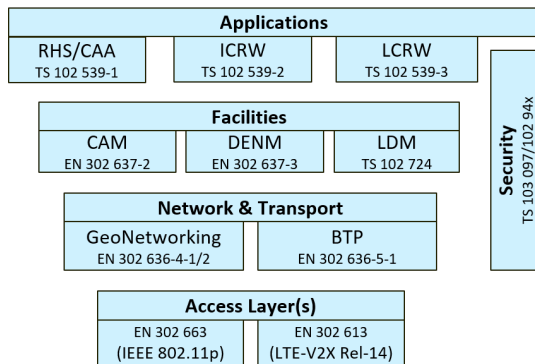 Applications
RHS/CAA
TS 102 539-1
ICRW
TS 102 539-2
LCRW
TS 102 539-3
Facilities
CAM
EN 302 637-2
DENM
EN 302 637-3
LDM
TS 102 724
Security
TS 103 097/102 94x
Network & Transport
GeoNetworking
EN 302 636-4-1/2
BTP
EN 302 636-5-1
Access Layer(s)
EN 302 663
(IEEE 802.11p)
EN 302 613
(LTE-V2X Rel-14)